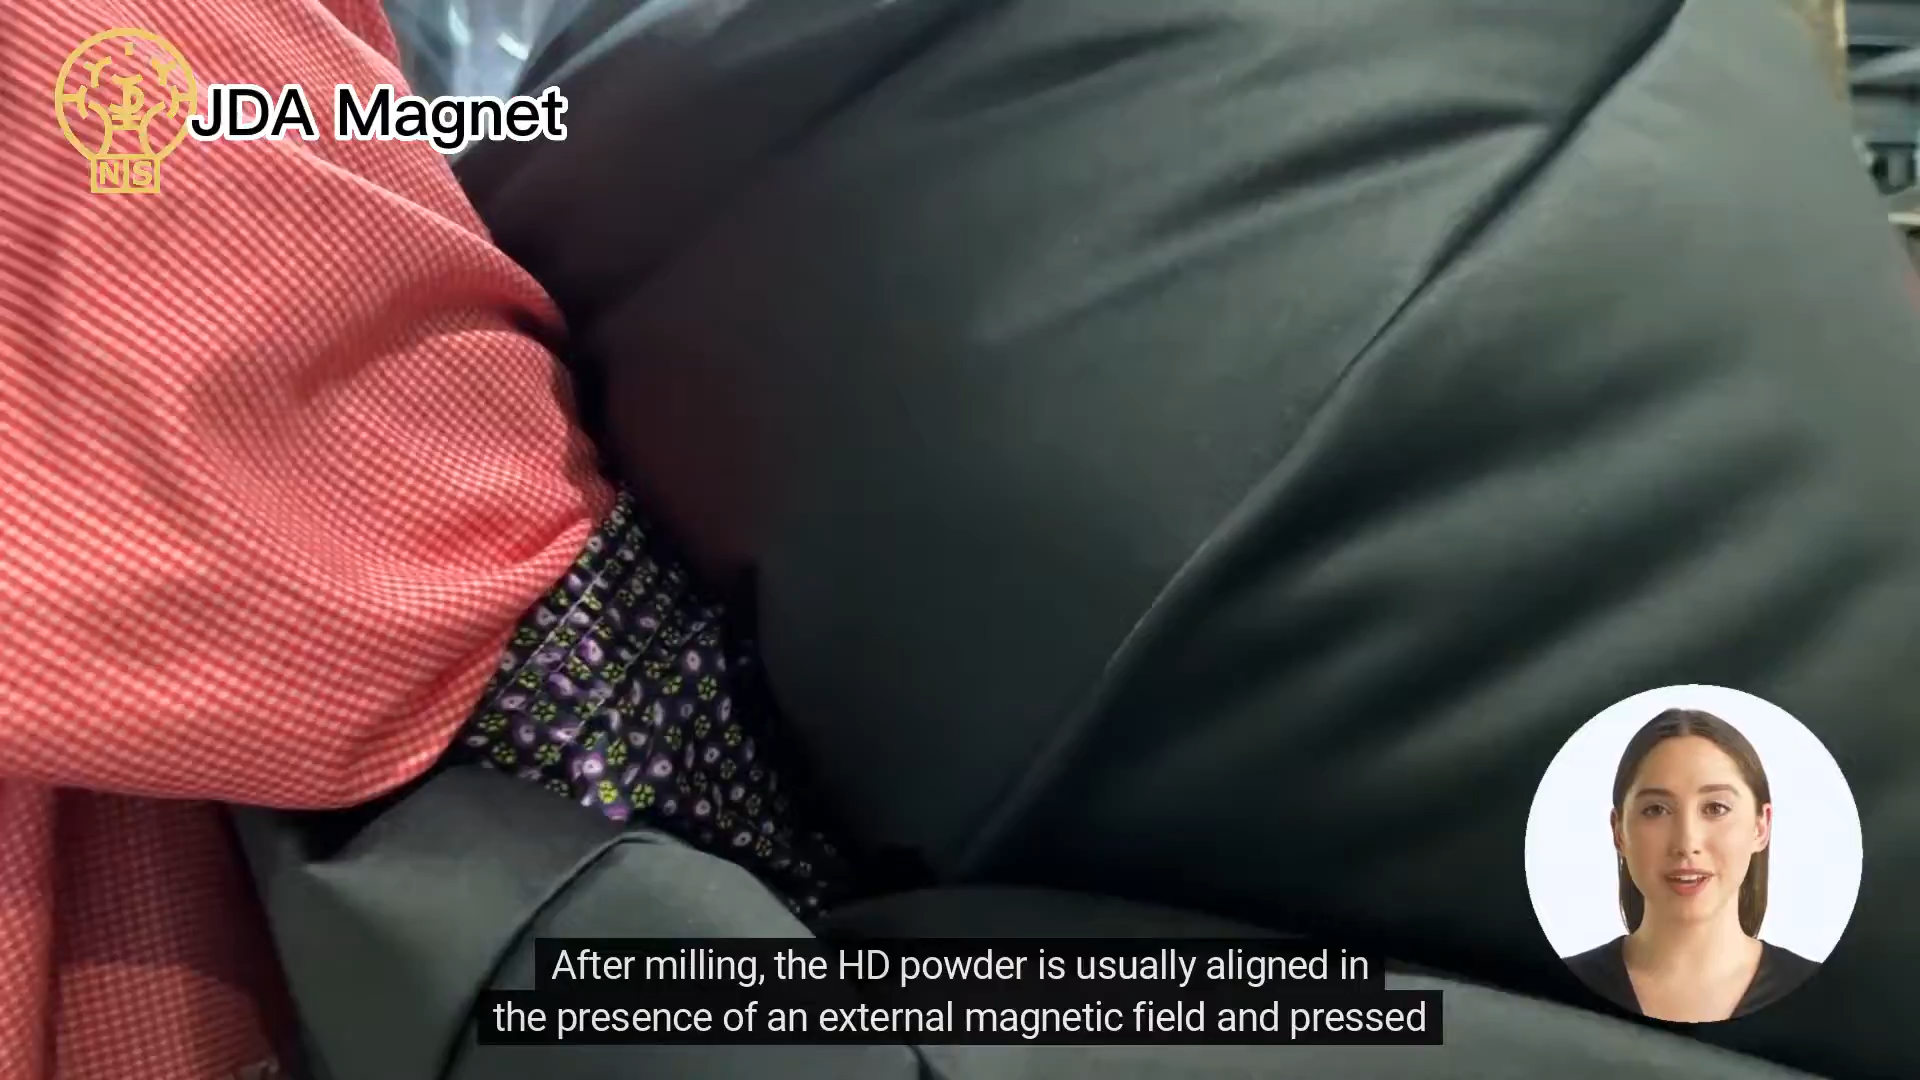 JDA Magnet
N S
After milling, the HD powder is usually aligned in
the presence of an external magnetic field and pressed